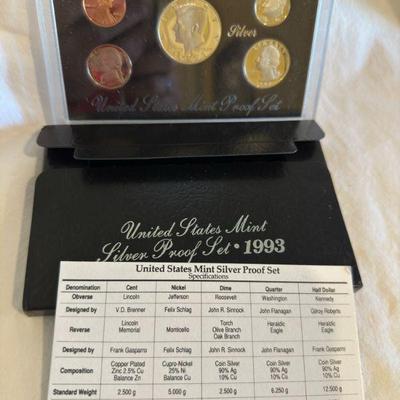 Silver
United States Mint Proof Set
United States Mint
Silver Proof Set • 1993
United States Mint Silver Proof Set
Specifications
Denomination Cent Nickel Dime Quarter Half Dollar
Obverse Lincoln Jefferson Roosevelt Washington Kennedy
Designed by V.D. Brenner Felix Schlag John R. Sinnock John Flanagan Gilroy Roberts
Reverse Lincoln Memorial Monticello Torch Olive Branch Oak Branch Heraldic Eagle Heraldic Eagle
Designed by Frank Gasparro Felix Schlag John R. Sinnock John Flanagan Frank Gasparro
Composition Copper Plated Zinc 2.5% Cu Balance Zn Cupro-Nickel 25% Ni Balance Cu Coin Silver 90% Ag 10% Cu Coin Silver 90% Ag 10% Cu Coin Silver 90% Ag 10% Cu
Standard Weight 2.500 g 5.000 g 2.500 g 6.250 g 12.500 g